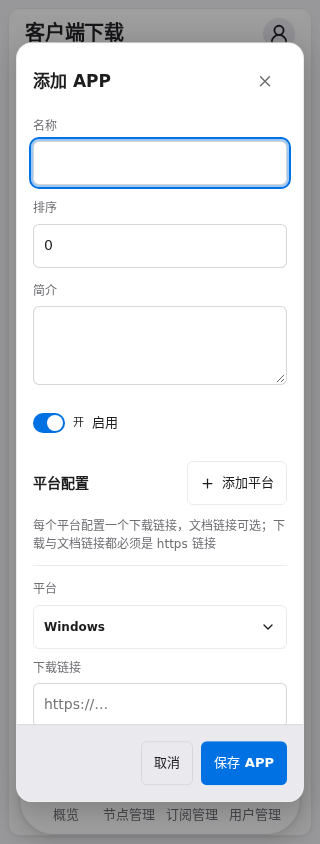 客户端下载
添加 APP
名称
排序
0
简介
开 启用
平台配置
添加平台
每个平台配置一个下载链接，文档链接可选；下
载与文档链接都必须是 https 链接
平台
Windows
下载链接
https://...
取消
保存 APP
概览 节点管理 订阅管理 用户管理